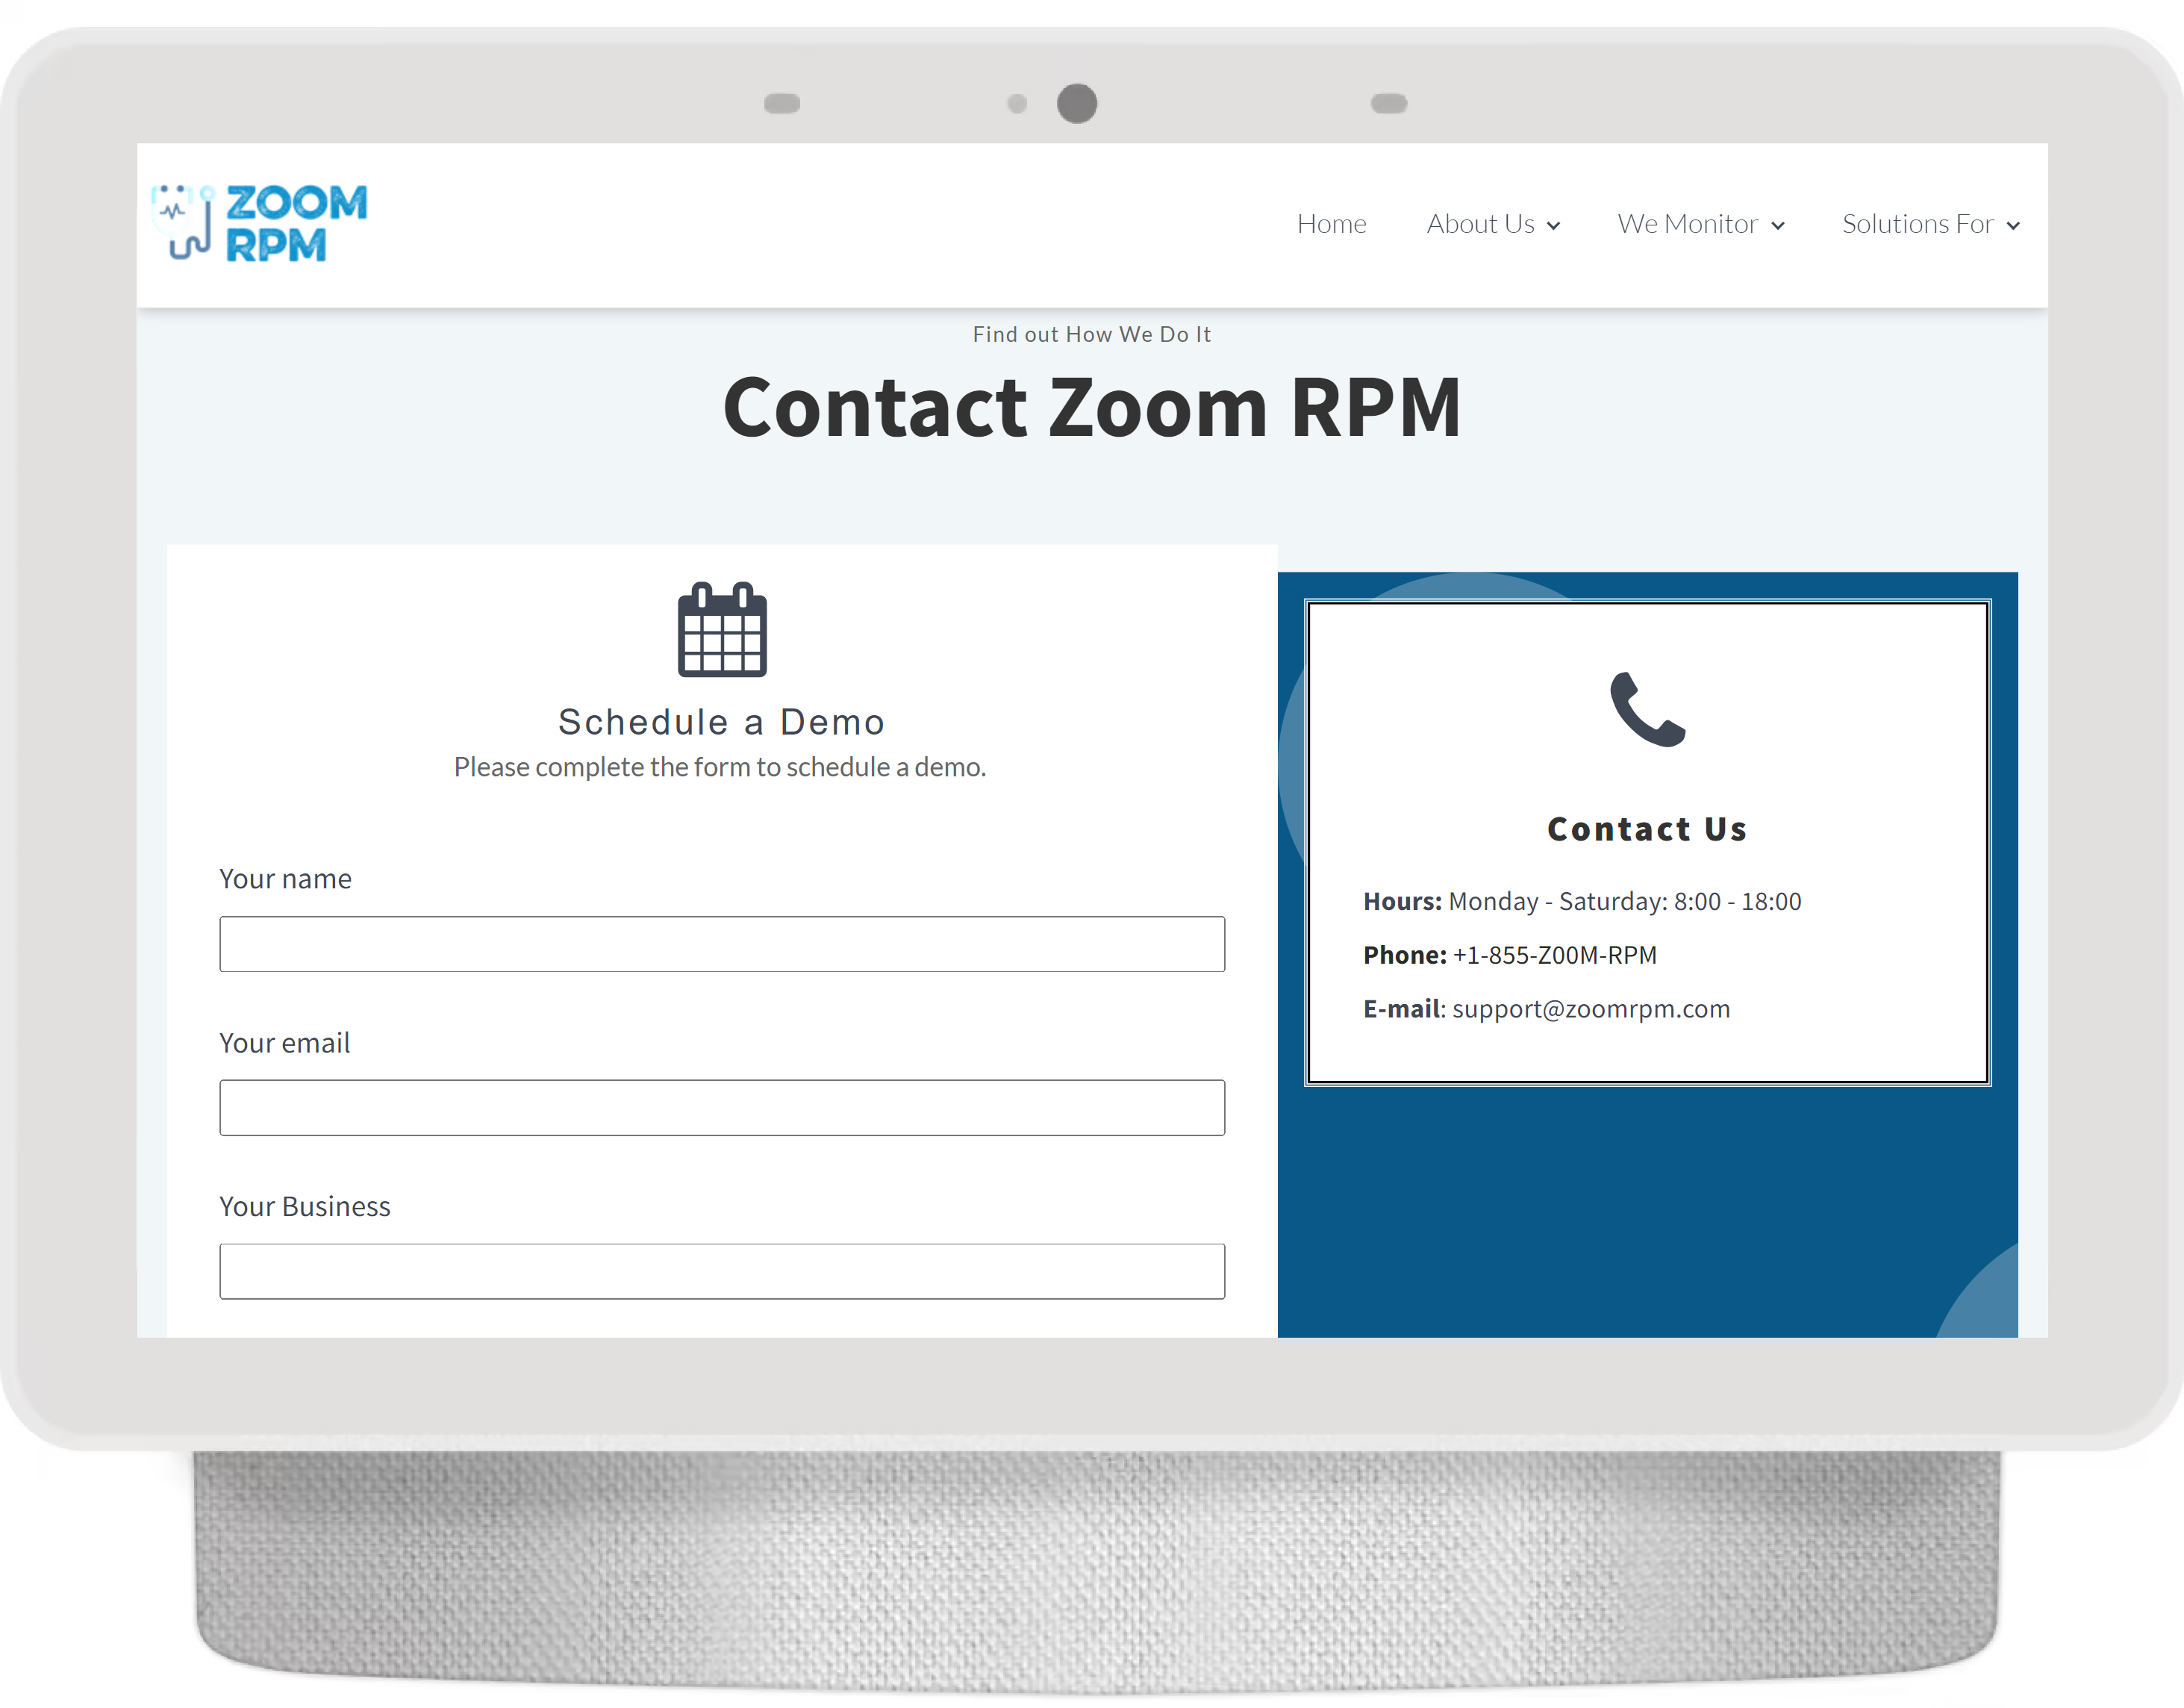 ZOOM
RPM
Home About Us We Monitor Solutions For
Find out How We Do It
Contact Zoom RPM
Schedule a Demo
Please complete the form to schedule a demo.
Your name
Your email
Your Business
Contact Us
Hours: Monday - Saturday: 8:00 - 18:00
Phone: +1-855-Z00M-RPM
E-mail: support@zoomrpm.com